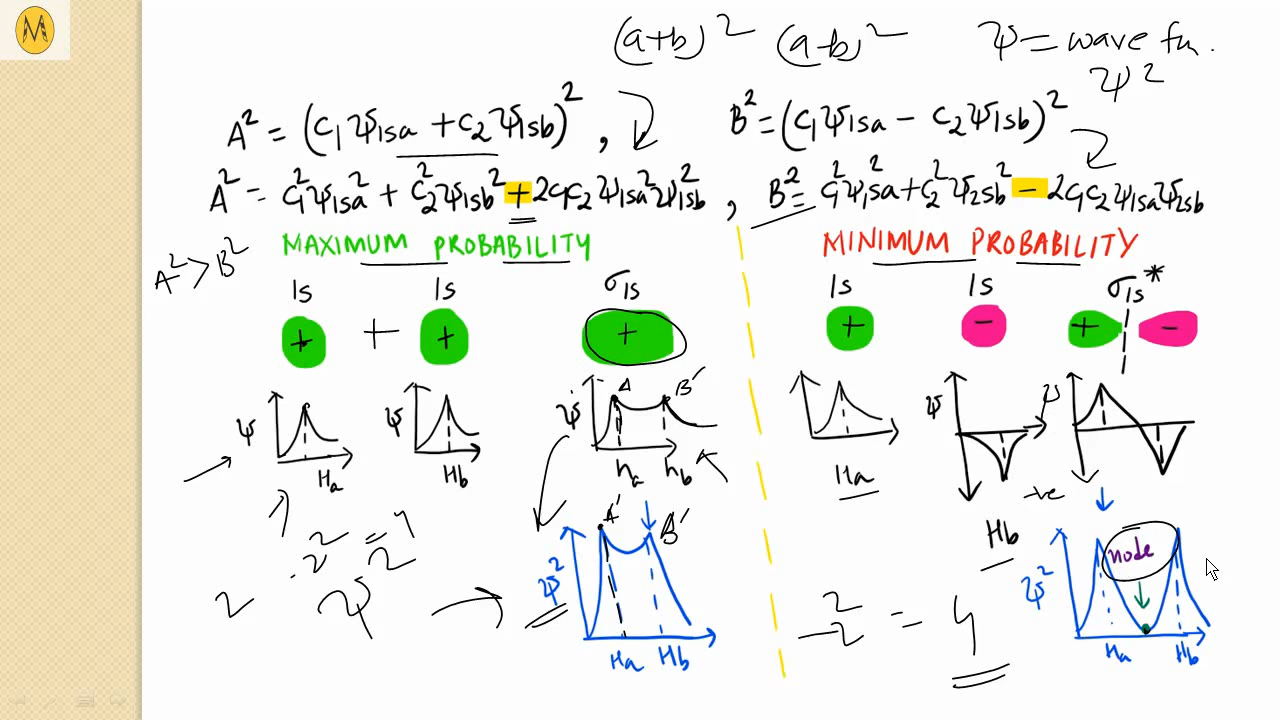 M
(a+b)² (a-b)² ψ = wave fn.
ψ²
A² = (C₁ψ₁sa + C₂ψ₁sb)² , B² = (C₁ψ₁sa − C₂ψ₁sb)²
A² = C₁²ψ₁sa² + C₂²ψ₁sb² + 2C₁C₂ψ₁sa²ψ₁sb² , B² = C₁²ψ₁sa² + C₂²ψ₂sb² − 2C₁C₂ψ₁saψ₂sb
A² > B²
MAXIMUM PROBABILITY
1s 1s σ₁s
+ + + +
ψ Ha
ψ Hb
ψ A B′ ha hb
2² = 4
2 2
2 ψ
ψ² A′ B′ Ha Hb
MINIMUM PROBABILITY
1s 1s σ₁s*
+ − + −
Ha
ψ -ve
Hb
ψ
ψ² node Ha Hb
−2² = 4